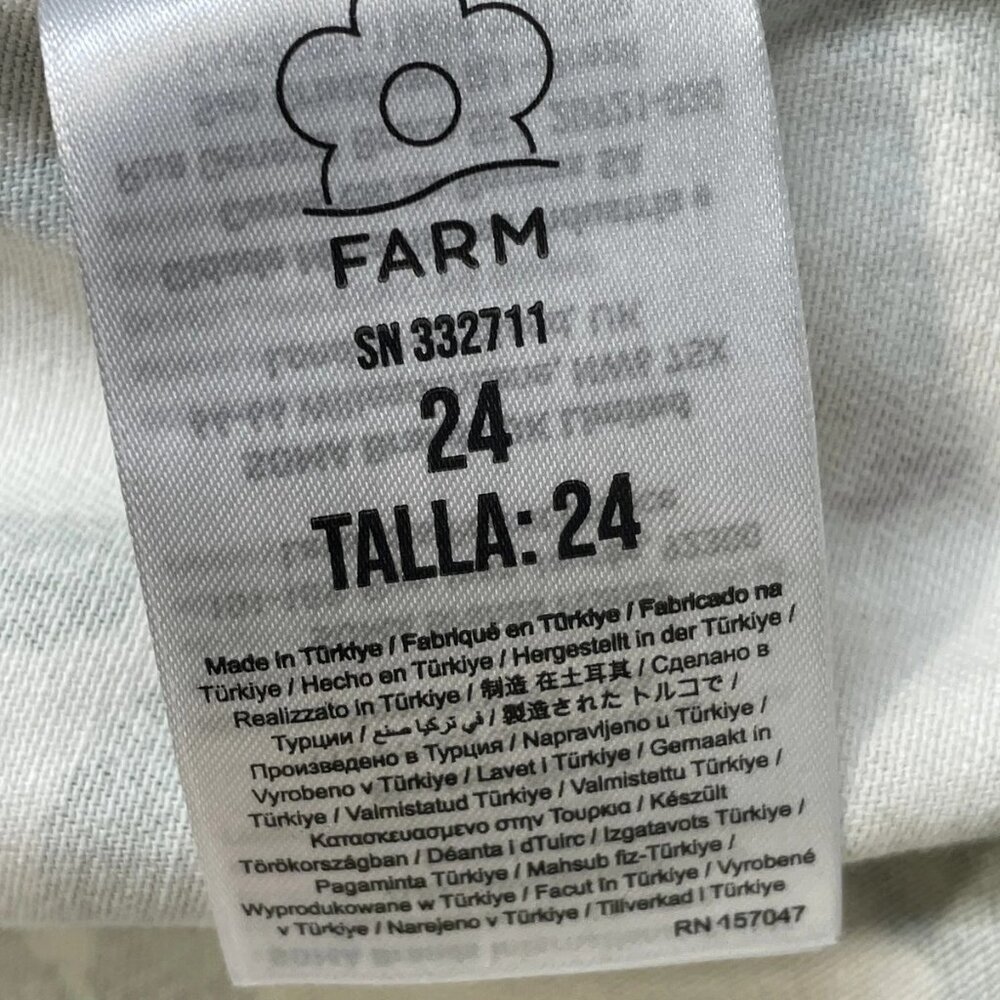 FARM
SN 332711
24
TALLA: 24
Made in Türkiye / Fabriqué en Türkiye / Fabricado na
Türkiye / Hecho en Türkiye / Hergestellt in der Türkiye /
Realizzato in Türkiye / 制造 在土耳其 / Сделано в
Турции / في تركيا صنع / 製造された トルコで /
Произведено в Турция / Napravljeno u Türkiye /
Vyrobeno v Türkiye / Lavet i Türkiye / Gemaakt in
Türkiye / Valmistatud Türkiye / Valmistettu Türkiye /
Κατασκευασμενο στην Τουρκια / Készült
Törökországban / Déanta i dTuirc / Izgatavots Türkiye /
Pagaminta Türkiye / Mahsub fiz-Türkiye /
Wyprodukowane w Türkiye / Facut în Türkiye / Vyrobené
v Türkiye / Narejeno v Türkiye / Tillverkad i Türkiye
RN 157047